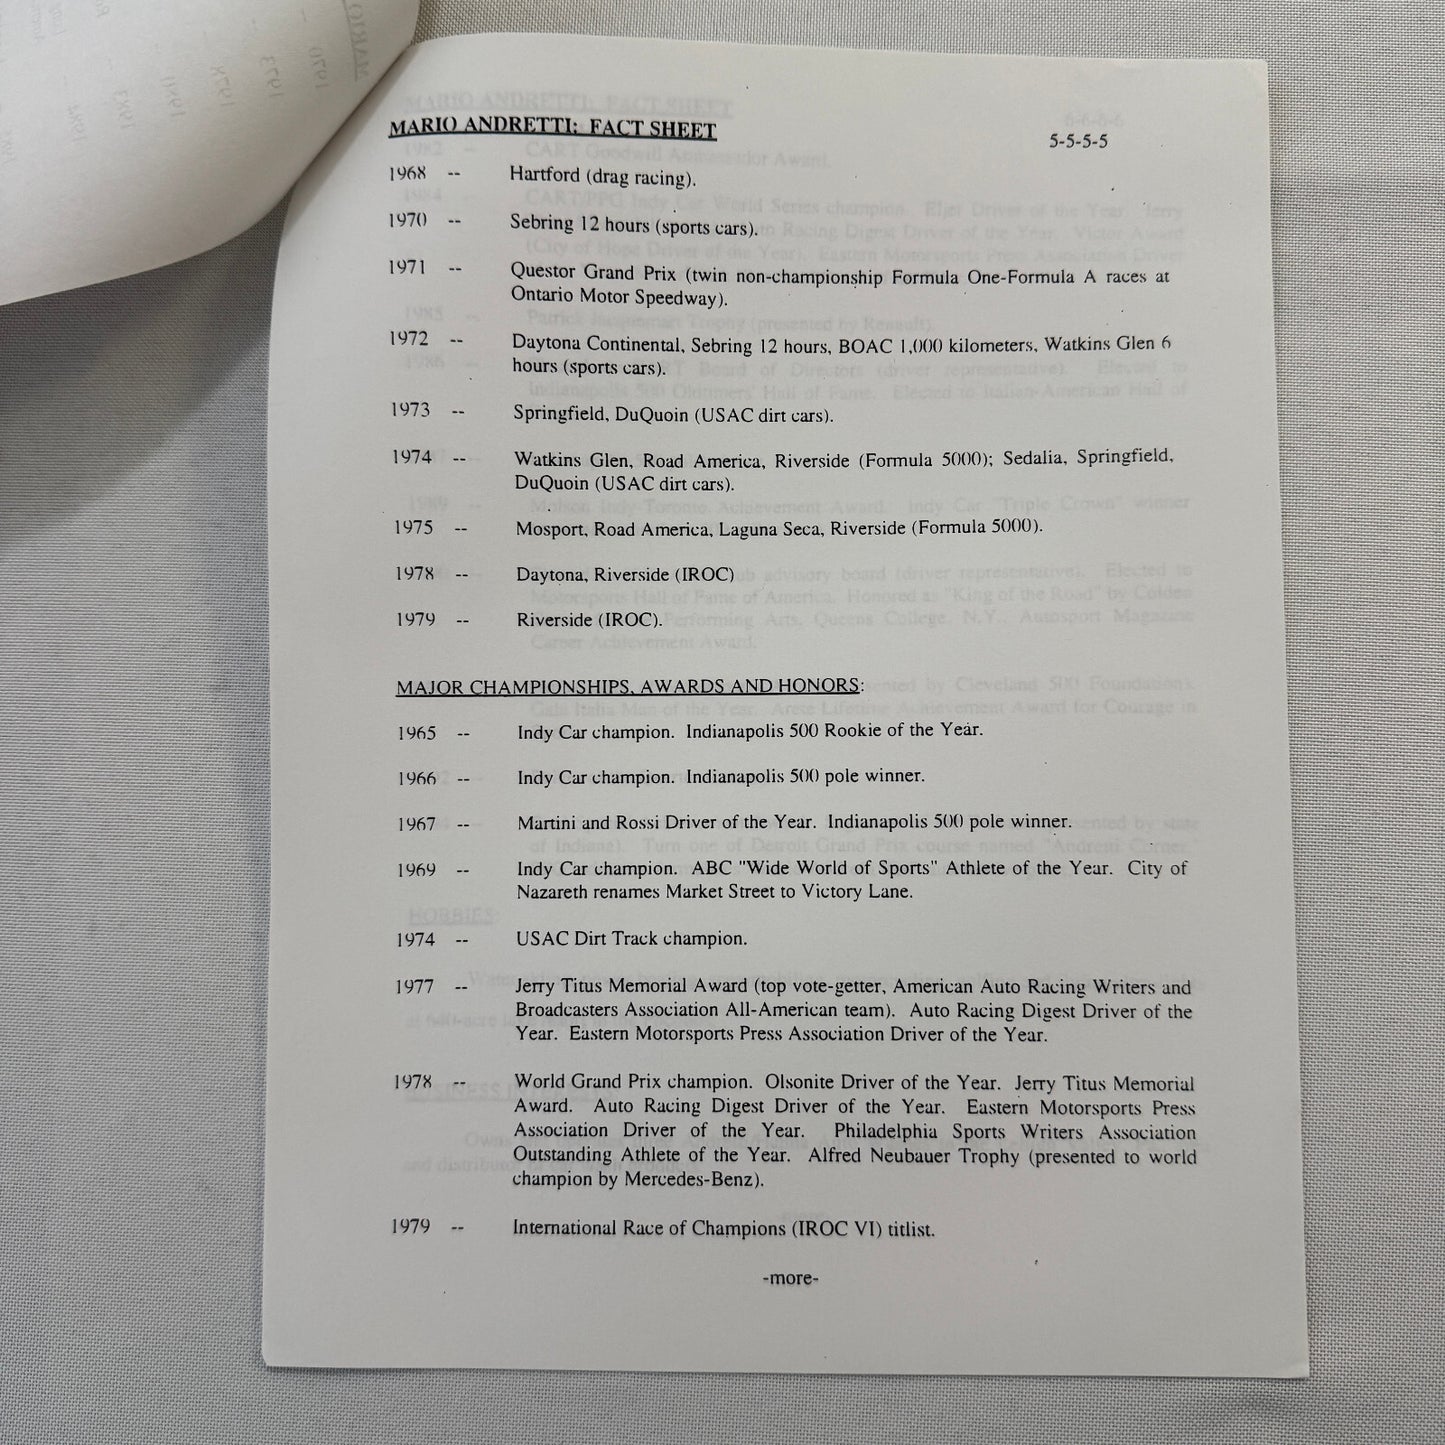 MARIO ANDRETTI: FACT SHEET
5-5-5-5
1968 -- Hartford (drag racing).
1970 -- Sebring 12 hours (sports cars).
1971 -- Questor Grand Prix (twin non-championship Formula One-Formula A races at
Ontario Motor Speedway).
1972 -- Daytona Continental, Sebring 12 hours, BOAC 1,000 kilometers, Watkins Glen 6
hours (sports cars).
1973 -- Springfield, DuQuoin (USAC dirt cars).
1974 -- Watkins Glen, Road America, Riverside (Formula 5000); Sedalia, Springfield,
DuQuoin (USAC dirt cars).
1975 -- Mosport, Road America, Laguna Seca, Riverside (Formula 5000).
1978 -- Daytona, Riverside (IROC)
1979 -- Riverside (IROC).
MAJOR CHAMPIONSHIPS, AWARDS AND HONORS:
1965 -- Indy Car champion. Indianapolis 500 Rookie of the Year.
1966 -- Indy Car champion. Indianapolis 500 pole winner.
1967 -- Martini and Rossi Driver of the Year. Indianapolis 500 pole winner.
1969 -- Indy Car champion. ABC "Wide World of Sports" Athlete of the Year. City of
Nazareth renames Market Street to Victory Lane.
1974 -- USAC Dirt Track champion.
1977 -- Jerry Titus Memorial Award (top vote-getter, American Auto Racing Writers and
Broadcasters Association All-American team). Auto Racing Digest Driver of the
Year. Eastern Motorsports Press Association Driver of the Year.
1978 -- World Grand Prix champion. Olsonite Driver of the Year. Jerry Titus Memorial
Award. Auto Racing Digest Driver of the Year. Eastern Motorsports Press
Association Driver of the Year. Philadelphia Sports Writers Association
Outstanding Athlete of the Year. Alfred Neubauer Trophy (presented to world
champion by Mercedes-Benz).
1979 -- International Race of Champions (IROC VI) titlist.
-more-